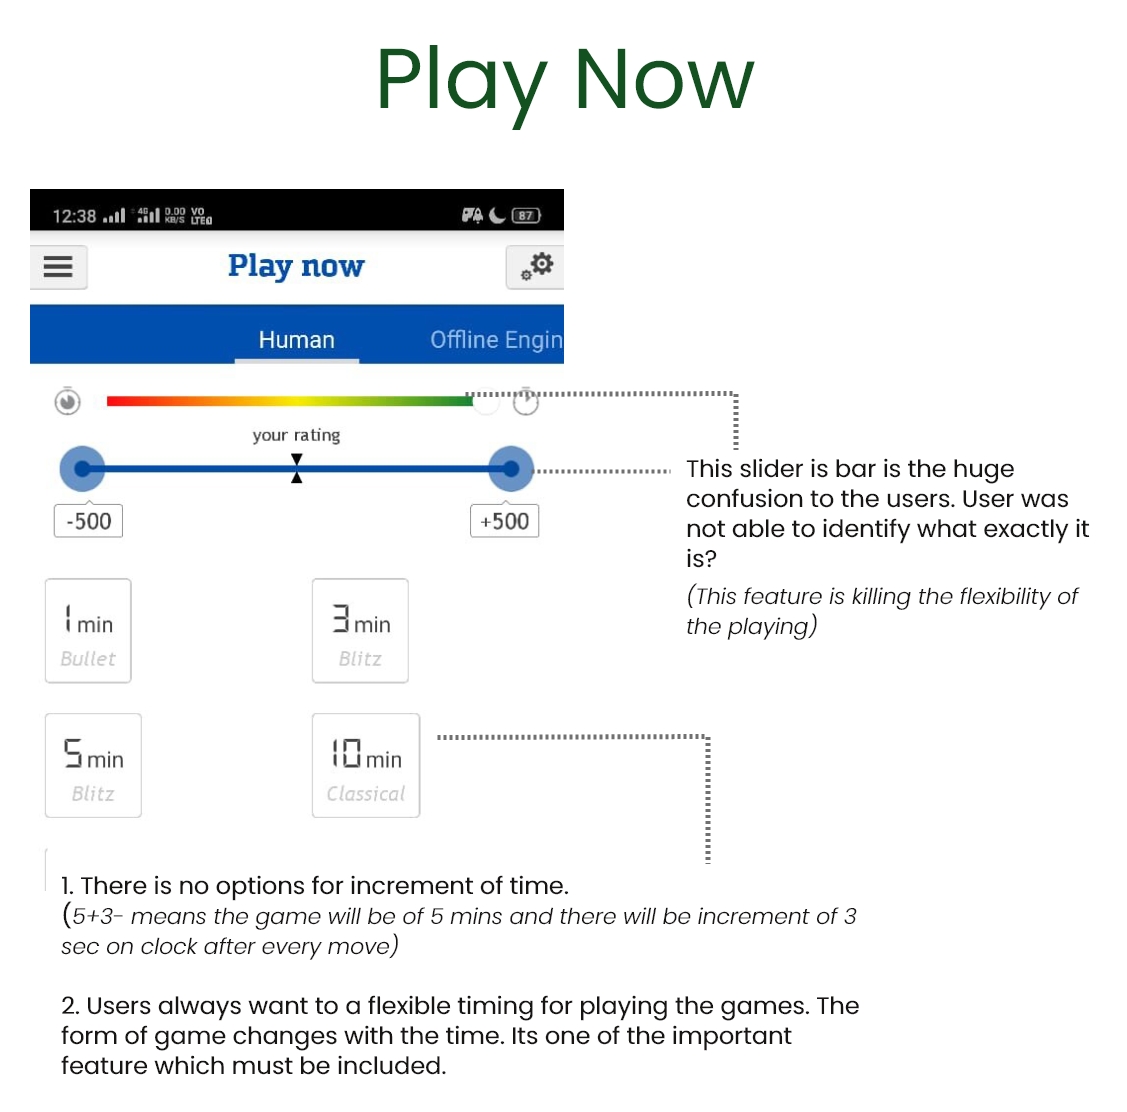 Play Now
12:38 4G 0.00 KB/S VO LTE 87
Play now
Human Offline Engin
your rating
-500 +500
1 min 3 min
Bullet Blitz
5 min 10 min
Blitz Classical
This slider is bar is the huge
confusion to the users. User was
not able to identify what exactly it
is?
(This feature is killing the flexibility of
the playing)
1. There is no options for increment of time.
(5+3- means the game will be of 5 mins and there will be increment of 3
sec on clock after every move)
2. Users always want to a flexible timing for playing the games. The
form of game changes with the time. Its one of the important
feature which must be included.